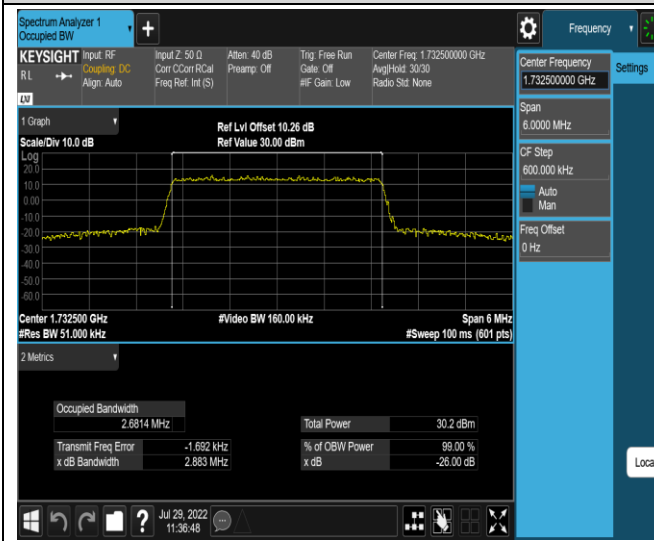 Spectrum Analyzer 1
Occupied BW
Frequency
KEYSIGHT
RL
LXI
Input: RF
Coupling: DC
Align: Auto
Input Z: 50 Ω
Corr CCorr RCal
Freq Ref: Int (S)
Atten: 40 dB
Preamp: Off
Trig: Free Run
Gate: Off
#IF Gain: Low
Center Freq: 1.732500000 GHz
Avg|Hold: 30/30
Radio Std: None
Center Frequency
1.732500000 GHz
Settings
Span
6.0000 MHz
CF Step
600.000 kHz
Auto
Man
Freq Offset
0 Hz
1 Graph
Scale/Div 10.0 dB
Ref Lvl Offset 10.26 dB
Ref Value 30.00 dBm
Log
20.0
10.0
0.00
-10.0
-20.0
-30.0
-40.0
-50.0
-60.0
Center 1.732500 GHz
#Res BW 51.000 kHz
#Video BW 160.00 kHz
Span 6 MHz
#Sweep 100 ms (601 pts)
2 Metrics
Occupied Bandwidth
2.6814 MHz
Total Power 30.2 dBm
Transmit Freq Error -1.692 kHz
% of OBW Power 99.00 %
x dB Bandwidth 2.883 MHz
x dB -26.00 dB
Loca
?
Jul 29, 2022
11:36:48